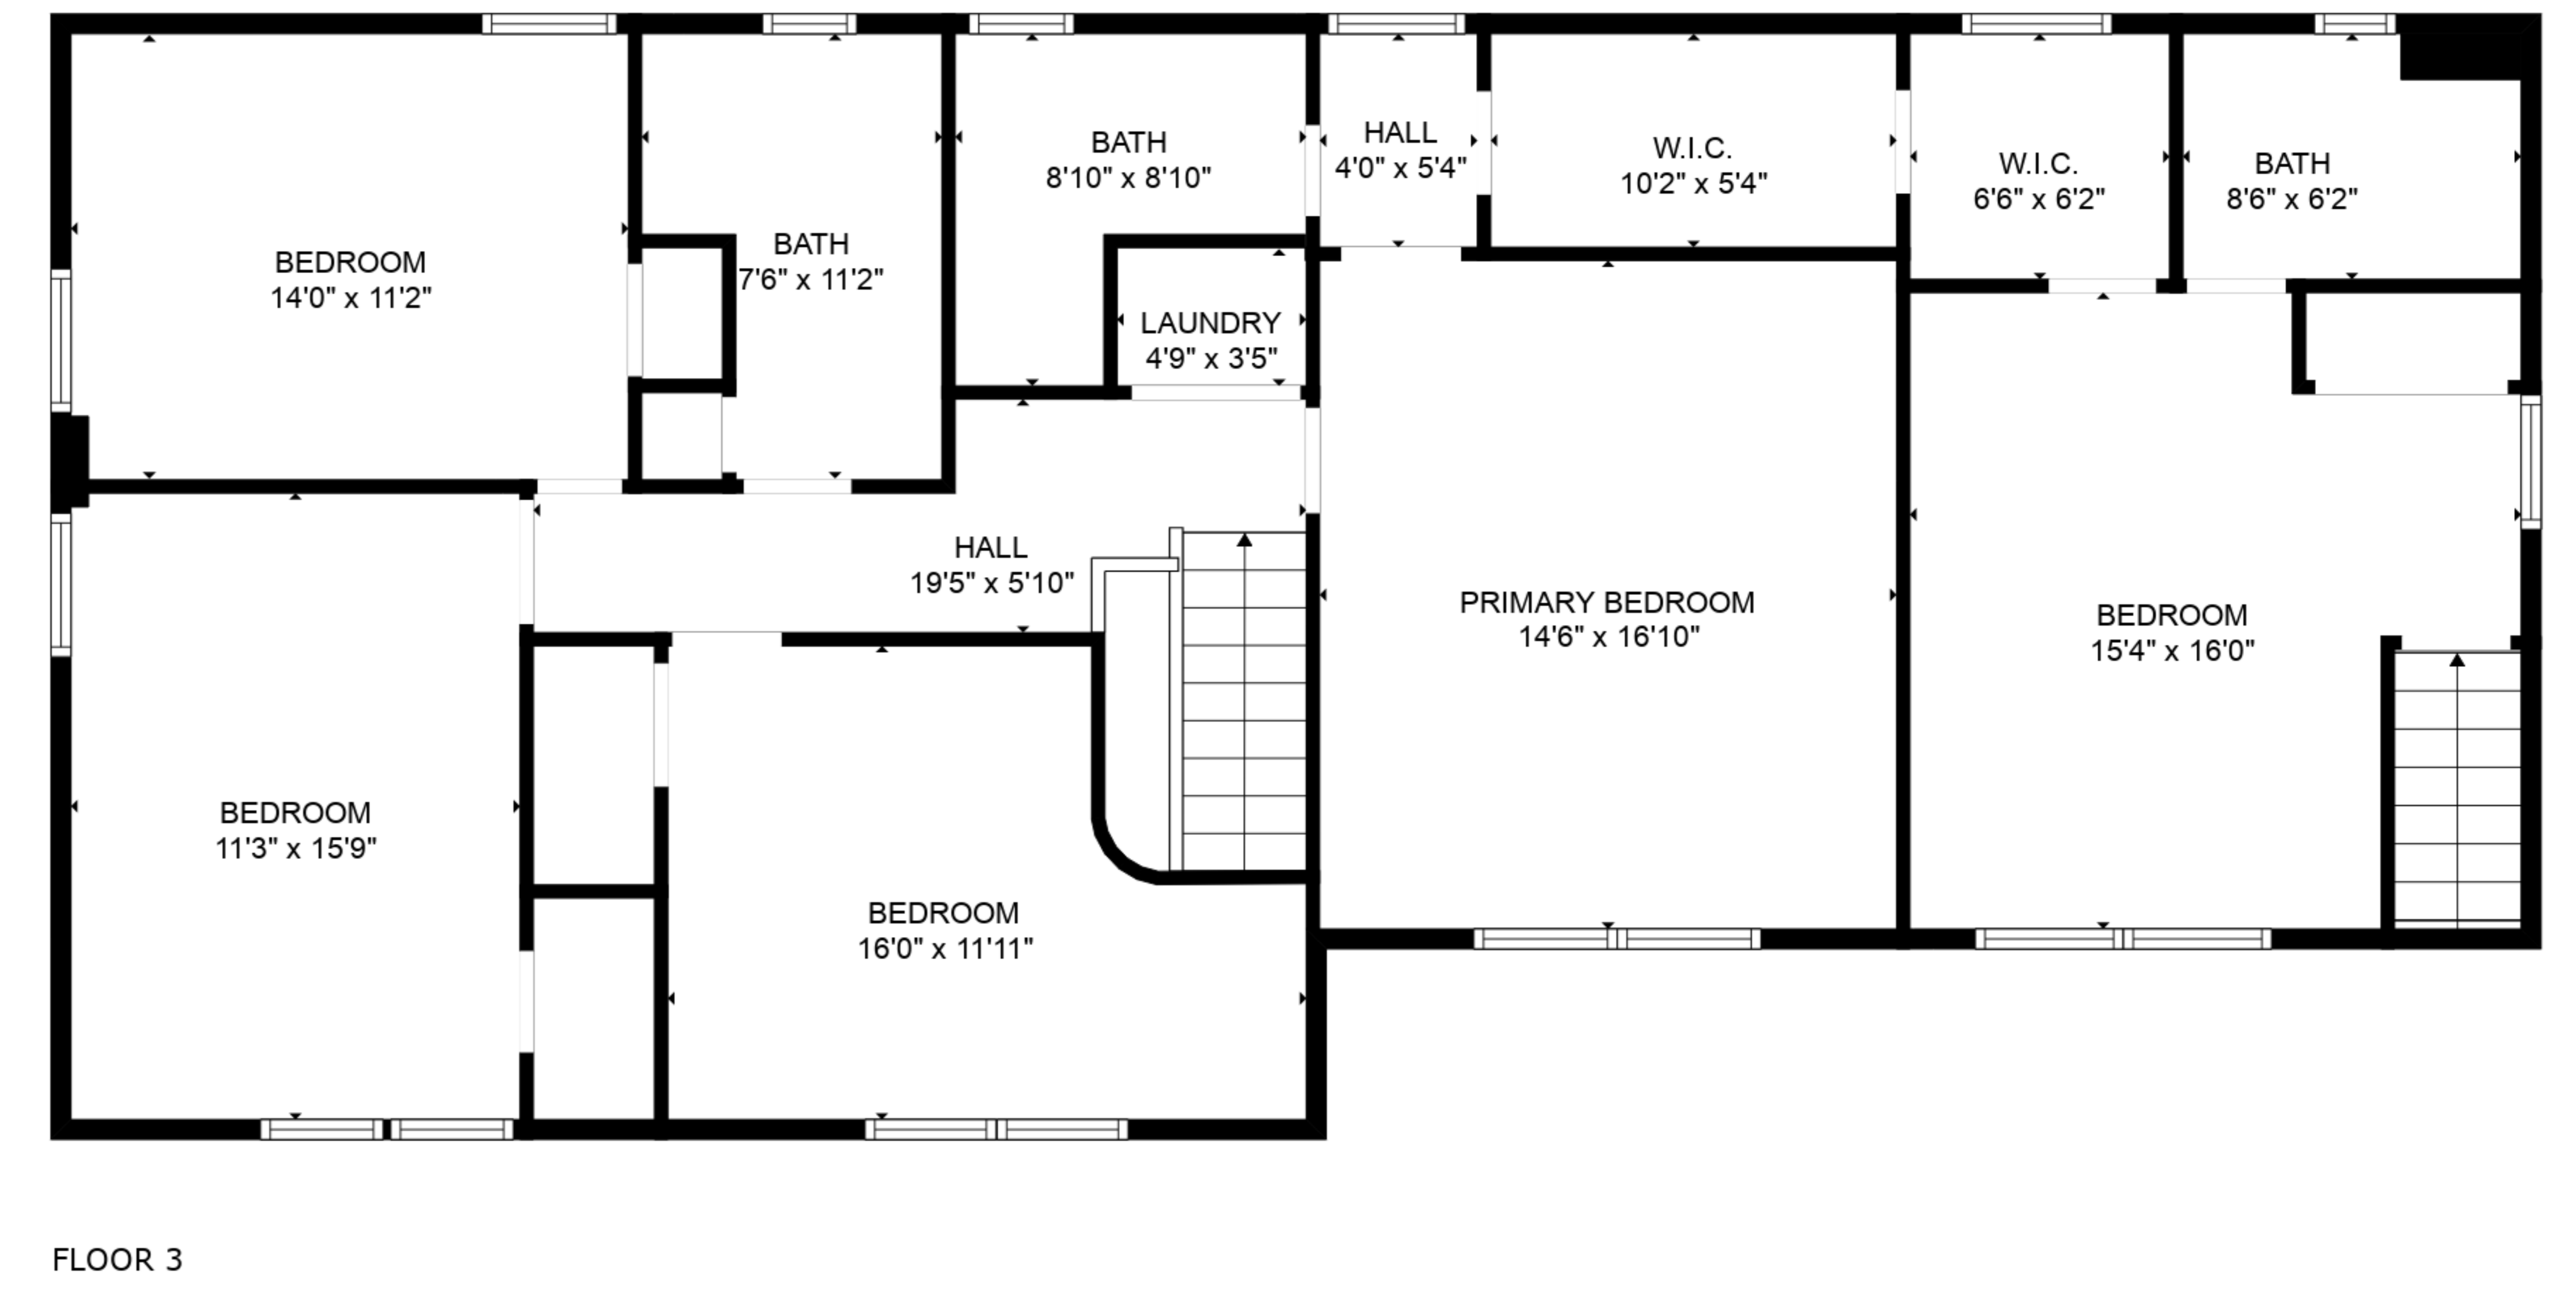 BEDROOM
14'0" x 11'2"
BATH
7'6" x 11'2"
BATH
8'10" x 8'10"
LAUNDRY
4'9" x 3'5"
HALL
4'0" x 5'4"
W.I.C.
10'2" x 5'4"
W.I.C.
6'6" x 6'2"
BATH
8'6" x 6'2"
HALL
19'5" x 5'10"
PRIMARY BEDROOM
14'6" x 16'10"
BEDROOM
15'4" x 16'0"
BEDROOM
11'3" x 15'9"
BEDROOM
16'0" x 11'11"
FLOOR 3